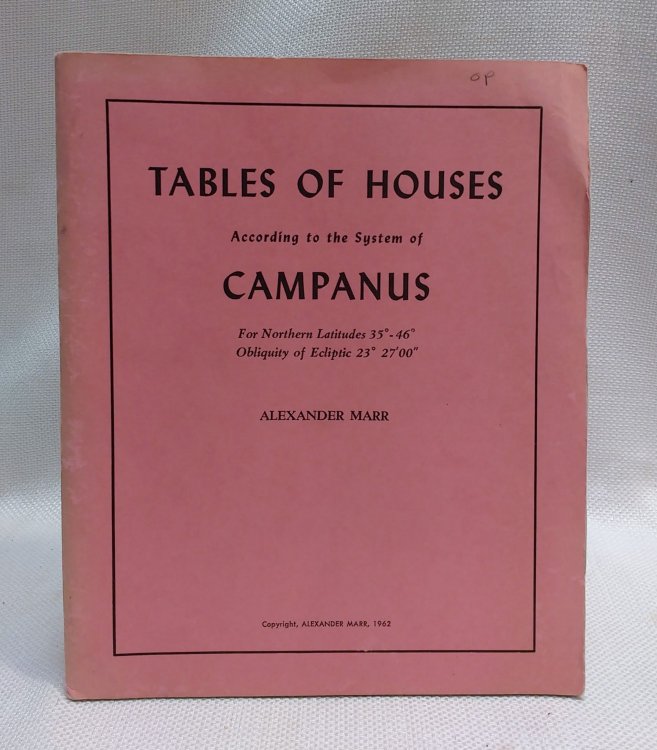 OP
TABLES OF HOUSES
According to the System of
CAMPANUS
For Northern Latitudes 35°-46°
Obliquity of Ecliptic 23° 27'00"
ALEXANDER MARR
Copyright, ALEXANDER MARR, 1962